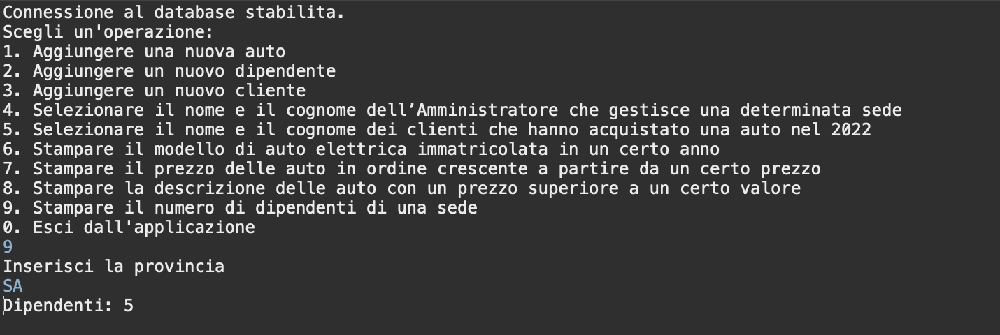 Connessione al database stabilita.
Scegli un'operazione:
1. Aggiungere una nuova auto
2. Aggiungere un nuovo dipendente
3. Aggiungere un nuovo cliente
4. Selezionare il nome e il cognome dell’Amministratore che gestisce una determinata sede
5. Selezionare il nome e il cognome dei clienti che hanno acquistato una auto nel 2022
6. Stampare il modello di auto elettrica immatricolata in un certo anno
7. Stampare il prezzo delle auto in ordine crescente a partire da un certo prezzo
8. Stampare la descrizione delle auto con un prezzo superiore a un certo valore
9. Stampare il numero di dipendenti di una sede
0. Esci dall'applicazione
9
Inserisci la provincia
SA
Dipendenti: 5